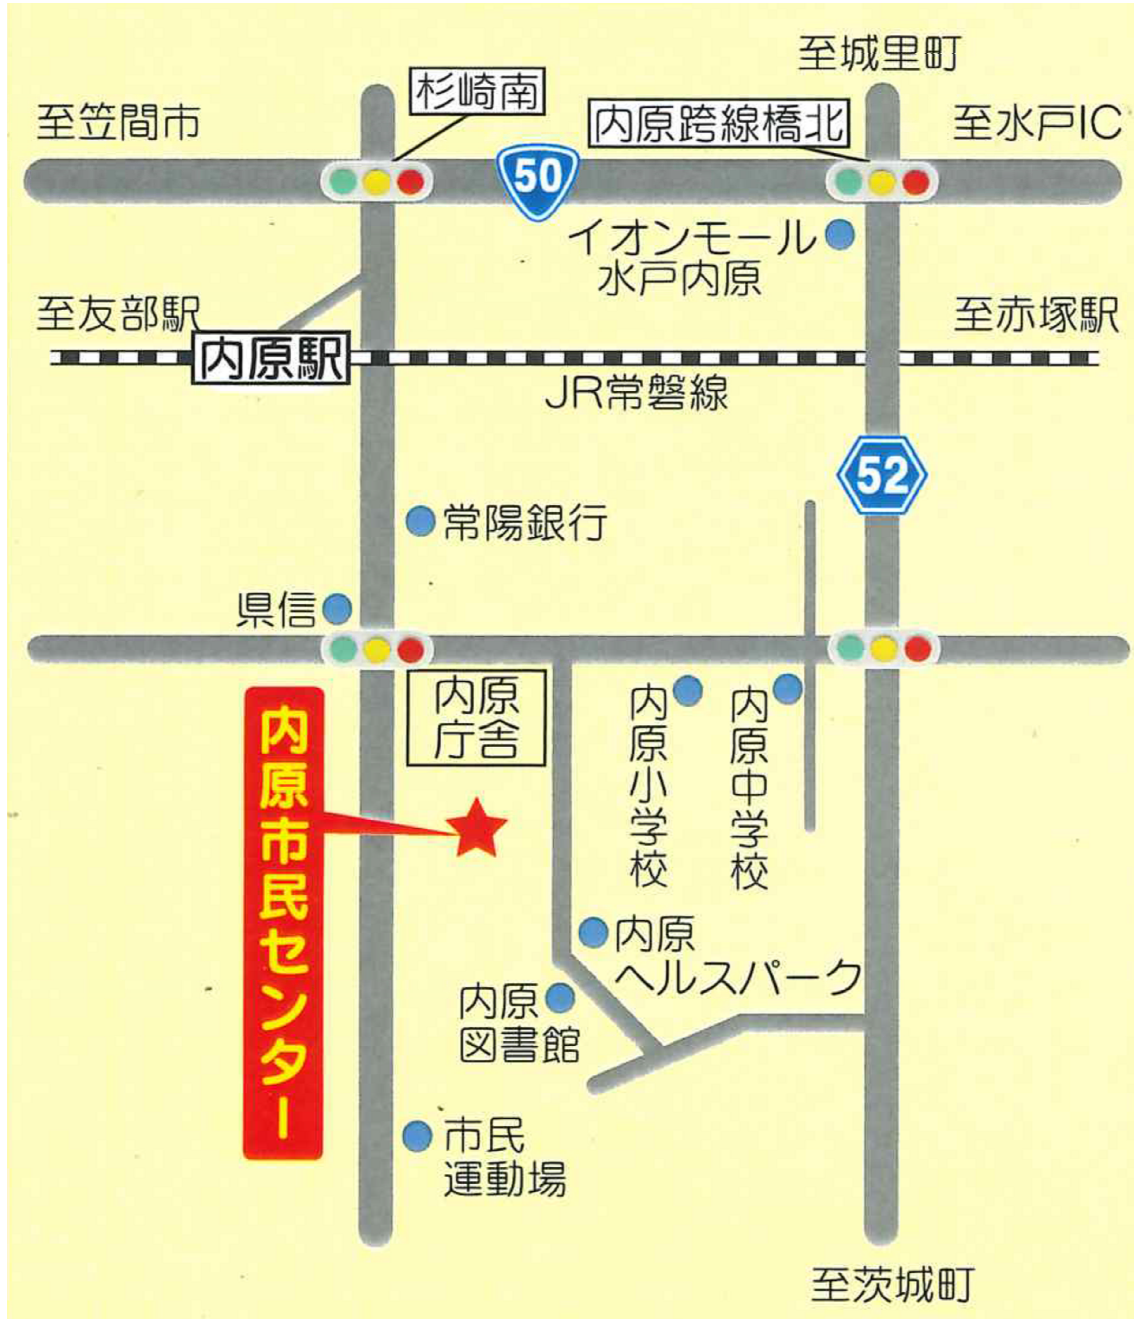 至城里町
杉崎南
至笠間市
内原跨線橋北
至水戸IC
50
イオンモール
水戸内原
至友部駅
至赤塚駅
内原駅
JR常磐線
52
常陽銀行
県信
内原
庁舎
内原小学校
内原中学校
内原市民センター
内原
ヘルスパーク
内原
図書館
市民
運動場
至茨城町